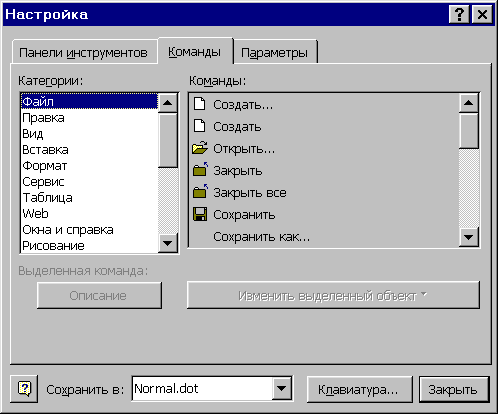 Настройка
Панели инструментов Команды Параметры
Категории: Команды:
Файл
Правка
Вид
Вставка
Формат
Сервис
Таблица
Web
Окна и справка
Рисование
Создать...
Создать
Открыть...
Закрыть
Закрыть все
Сохранить
Сохранить как...
Выделенная команда:
Описание Изменить выделенный объект
Сохранить в: Normal.dot Клавиатура... Закрыть